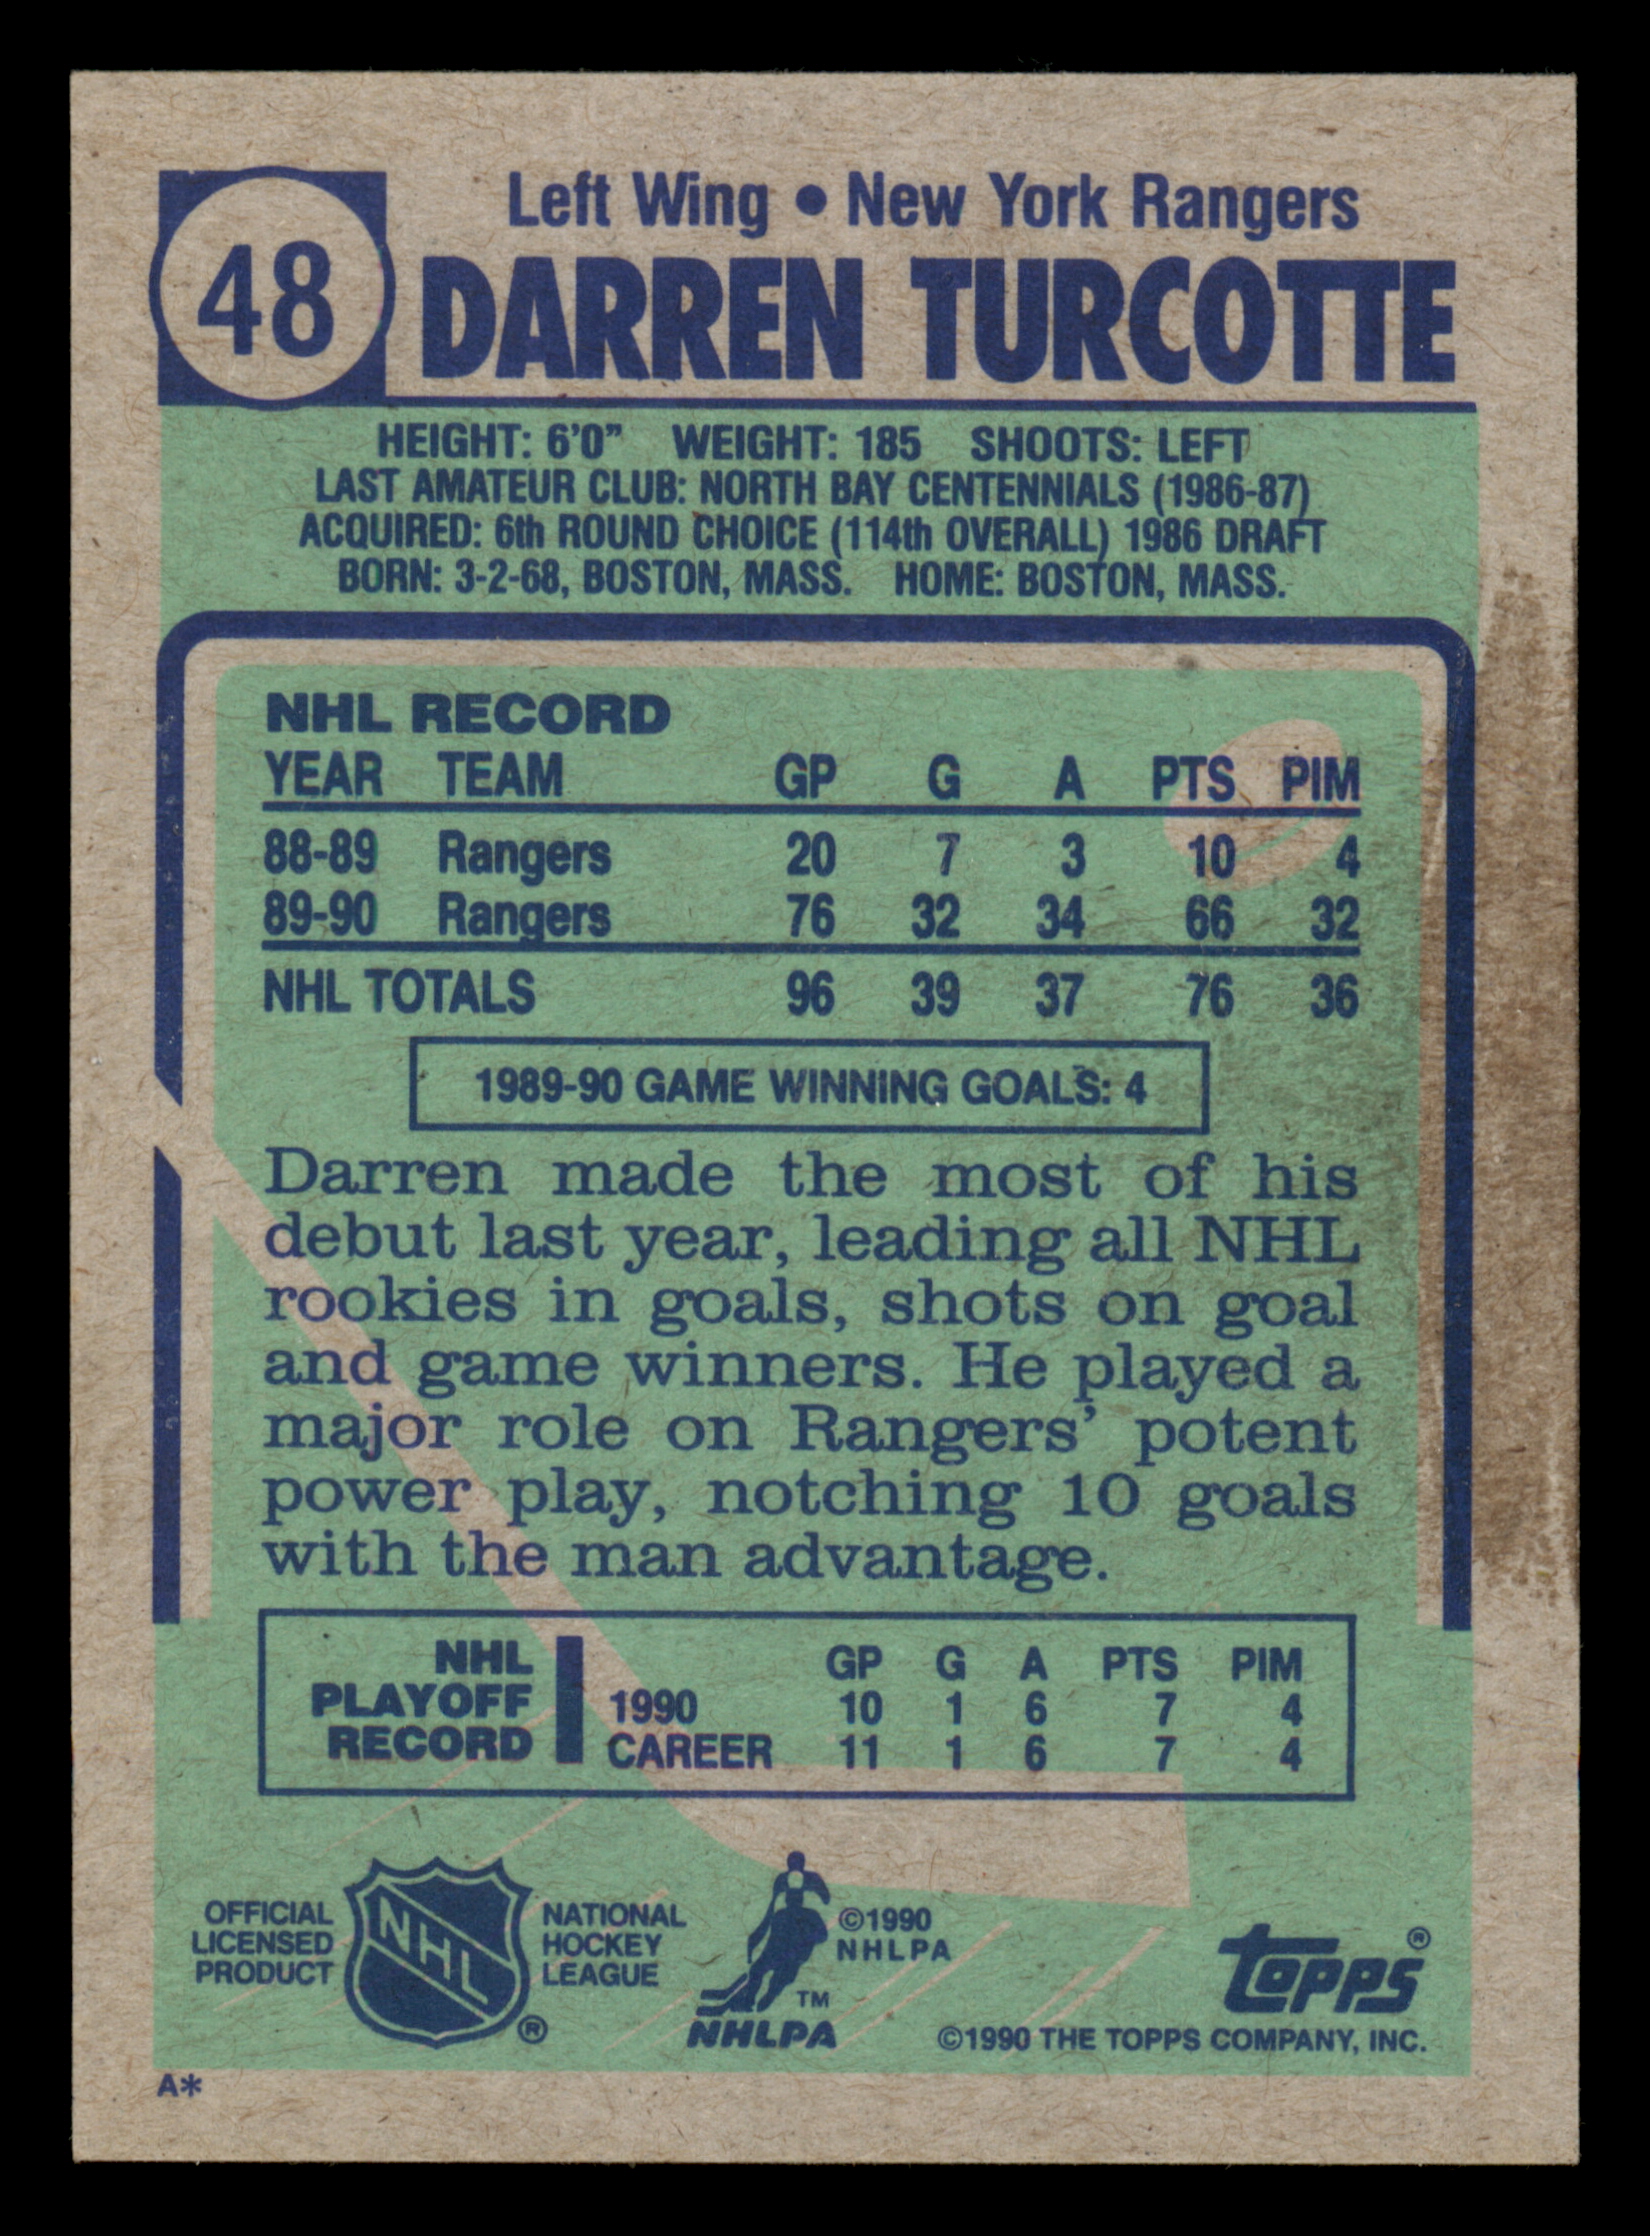 48
Left Wing • New York Rangers
DARREN TURCOTTE
HEIGHT: 6'0" WEIGHT: 185 SHOOTS: LEFT
LAST AMATEUR CLUB: NORTH BAY CENTENNIALS (1986-87)
ACQUIRED: 6th ROUND CHOICE (114th OVERALL) 1986 DRAFT
BORN: 3-2-68, BOSTON, MASS. HOME: BOSTON, MASS.
NHL RECORD
YEAR TEAM GP G A PTS PIM
88-89 Rangers 20 7 3 10 4
89-90 Rangers 76 32 34 66 32
NHL TOTALS 96 39 37 76 36
1989-90 GAME WINNING GOALS: 4
Darren made the most of his
debut last year, leading all NHL
rookies in goals, shots on goal
and game winners. He played a
major role on Rangers' potent
power play, notching 10 goals
with the man advantage.
NHL PLAYOFF RECORD
GP G A PTS PIM
1990 10 1 6 7 4
CAREER 11 1 6 7 4
OFFICIAL
LICENSED
PRODUCT
NHL
®
NATIONAL
HOCKEY
LEAGUE
TM
NHLPA
©1990
NHLPA
topps®
©1990 THE TOPPS COMPANY, INC.
A*